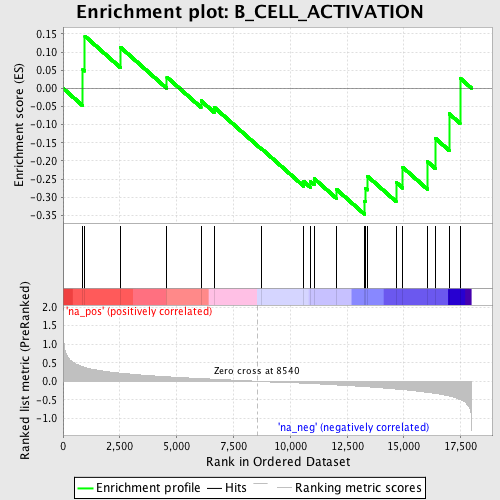 Enrichment plot: B_CELL_ACTIVATION
Enrichment score (ES)
0.15
0.10
0.05
0.00
-0.05
-0.10
-0.15
-0.20
-0.25
-0.30
-0.35
'na_pos' (positively correlated)
Ranked list metric (PreRanked)
2.0
1.5
1.0
0.5
0.0
-0.5
-1.0
Zero cross at 8540
'na_neg' (negatively correlated)
0
2,500
5,000
7,500
10,000
12,500
15,000
17,500
Rank in Ordered Dataset
Enrichment profile
Hits
Ranking metric scores